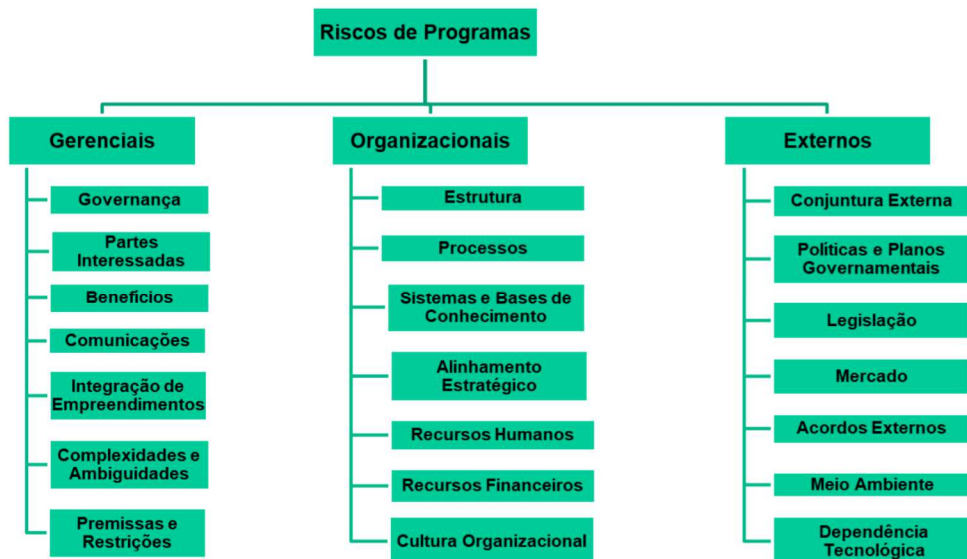 Riscos de Programas
Gerenciais
Governança
Partes
Interessadas
Benefícios
Comunicações
Integração de
Empreendimentos
Complexidades e
Ambiguidades
Premissas e
Restrições
Organizacionais
Estrutura
Processos
Sistemas e Bases de
Conhecimento
Alinhamento
Estratégico
Recursos Humanos
Recursos Financeiros
Cultura Organizacional
Externos
Conjuntura Externa
Políticas e Planos
Governamentais
Legislação
Mercado
Acordos Externos
Meio Ambiente
Dependência
Tecnológica